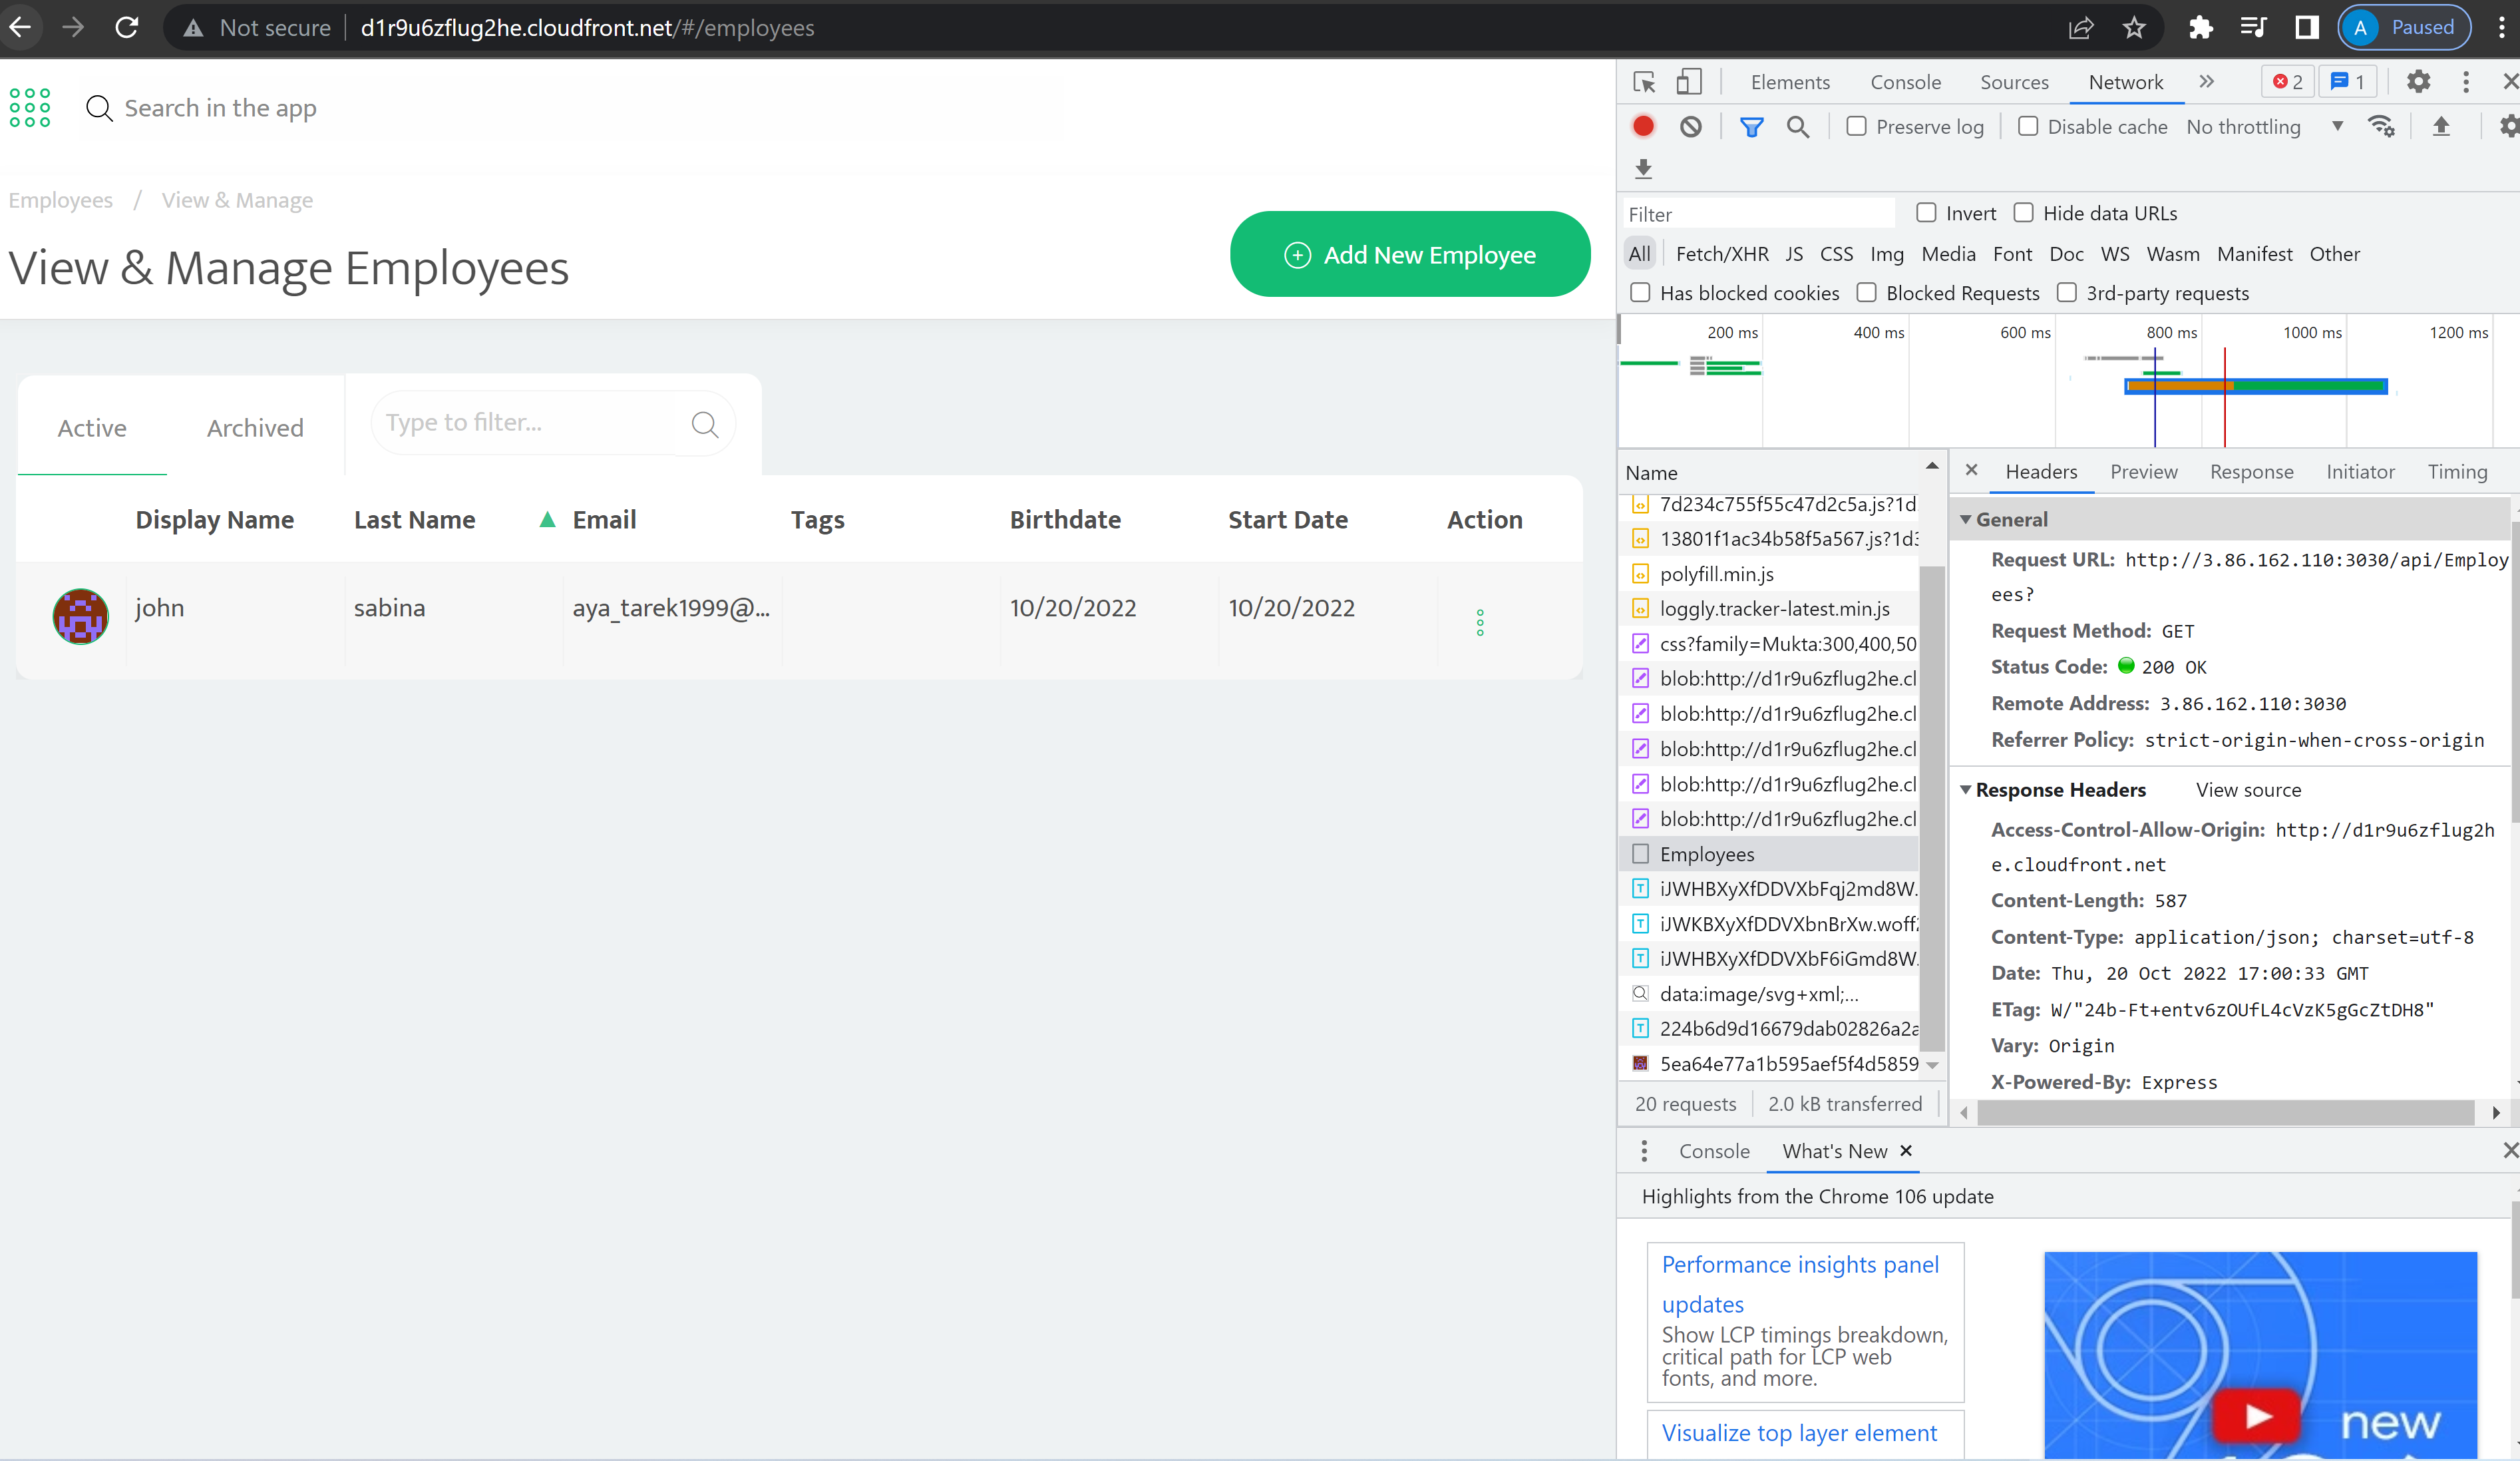 Not secure
d1r9u6zflug2he.cloudfront.net/#/employees
A Paused
Search in the app
Employees / View & Manage
View & Manage Employees
Add New Employee
Active
Archived
Type to filter...
Display Name Last Name ▲ Email Tags Birthdate Start Date Action
john sabina aya_tarek1999@... 10/20/2022 10/20/2022
Elements Console Sources Network » 2 1
Preserve log Disable cache No throttling
Filter
Invert Hide data URLs
All Fetch/XHR JS CSS Img Media Font Doc WS Wasm Manifest Other
Has blocked cookies Blocked Requests 3rd-party requests
200 ms 400 ms 600 ms 800 ms 1000 ms 1200 ms
Name
7d234c755f55c47d2c5a.js?1d
13801f1ac34b58f5a567.js?1d3
polyfill.min.js
loggly.tracker-latest.min.js
css?family=Mukta:300,400,50
blob:http://d1r9u6zflug2he.cl
blob:http://d1r9u6zflug2he.cl
blob:http://d1r9u6zflug2he.cl
blob:http://d1r9u6zflug2he.cl
blob:http://d1r9u6zflug2he.cl
Employees
iJWHBXyXfDDVXbFqj2md8W.
iJWKBXyXfDDVXbnBrXw.woff2
iJWHBXyXfDDVXbF6iGmd8W.
data:image/svg+xml;...
224b6d9d16679dab02826a2a
5ea64e77a1b595aef5f4d5859
20 requests 2.0 kB transferred
× Headers Preview Response Initiator Timing
General
Request URL: http://3.86.162.110:3030/api/Employ
ees?
Request Method: GET
Status Code: 200 OK
Remote Address: 3.86.162.110:3030
Referrer Policy: strict-origin-when-cross-origin
Response Headers View source
Access-Control-Allow-Origin: http://d1r9u6zflug2h
e.cloudfront.net
Content-Length: 587
Content-Type: application/json; charset=utf-8
Date: Thu, 20 Oct 2022 17:00:33 GMT
ETag: W/"24b-Ft+entv6zOUfL4cVzK5gGcZtDH8"
Vary: Origin
X-Powered-By: Express
Console What's New ×
Highlights from the Chrome 106 update
Performance insights panel
updates
Show LCP timings breakdown,
critical path for LCP web
fonts, and more.
Visualize top layer element
new